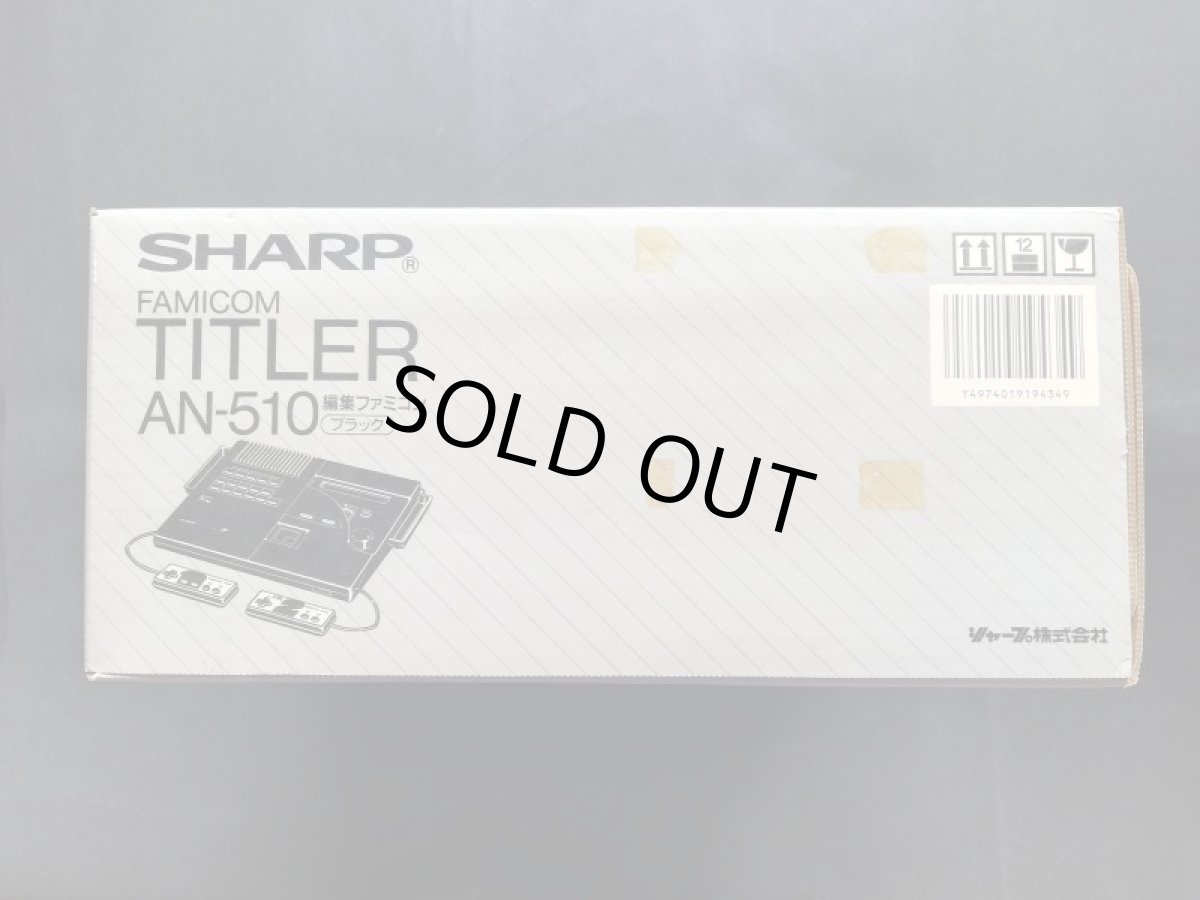 SHARP®
FAMICOM
TITLER
AN-510 編集ファミコン
ブラック
SOLD OUT
12
T4974019194349
シャープ株式会社